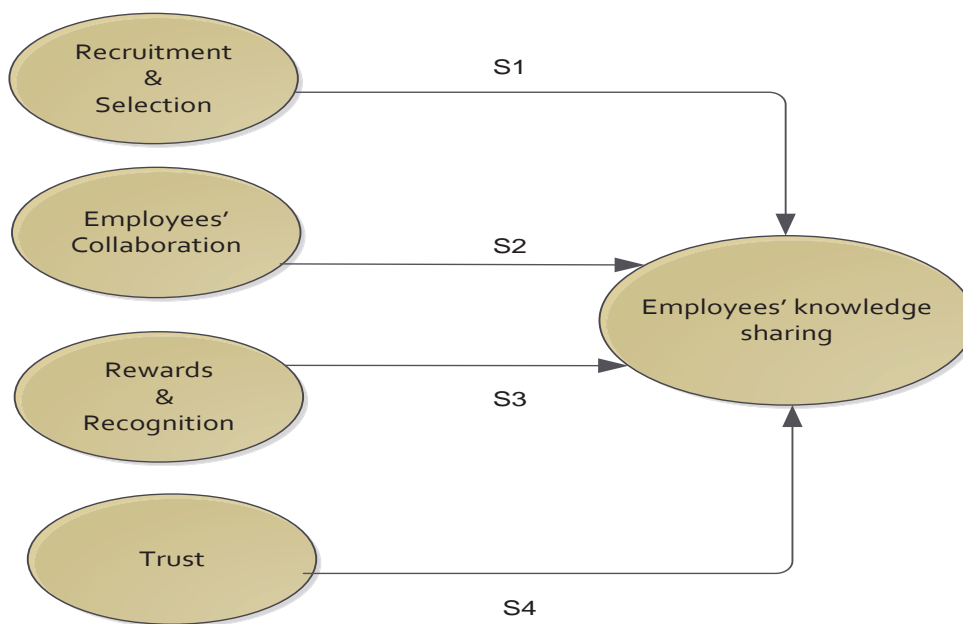 Recruitment
&
Selection
S1
Employees’
Collaboration
S2
Employees’ knowledge
sharing
Rewards
&
Recognition
S3
Trust
S4